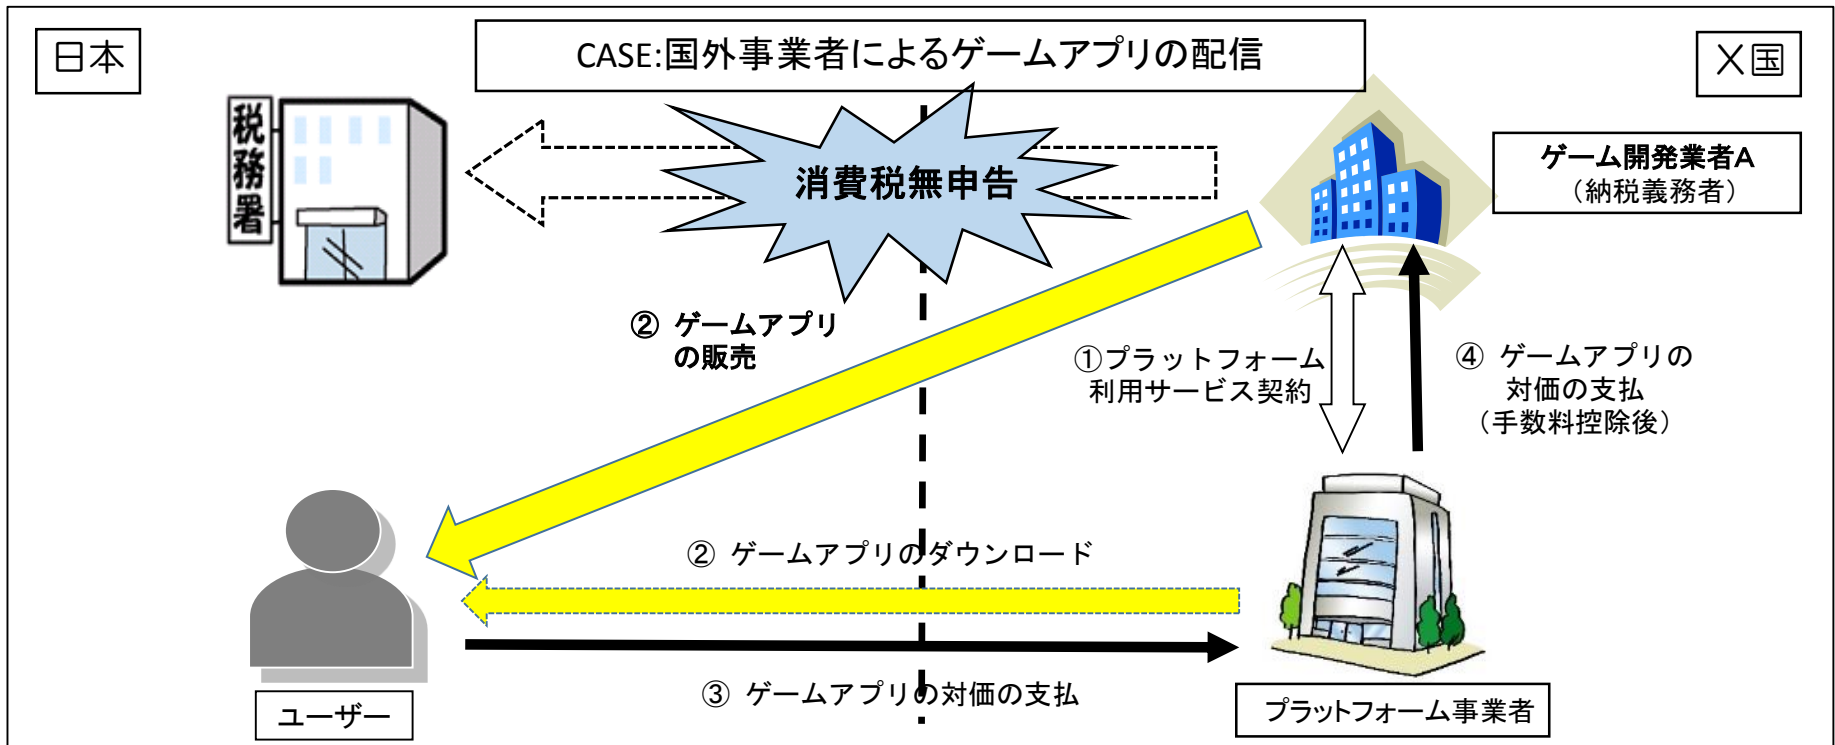 CASE:国外事業者によるゲームアプリの配信
日本
X国
税務署
消費税無申告
ゲーム開発業者A
（納税義務者）
② ゲームアプリ
の販売
①プラットフォーム
利用サービス契約
④ ゲームアプリの
対価の支払
（手数料控除後）
② ゲームアプリのダウンロード
③ ゲームアプリの対価の支払
ユーザー
プラットフォーム事業者